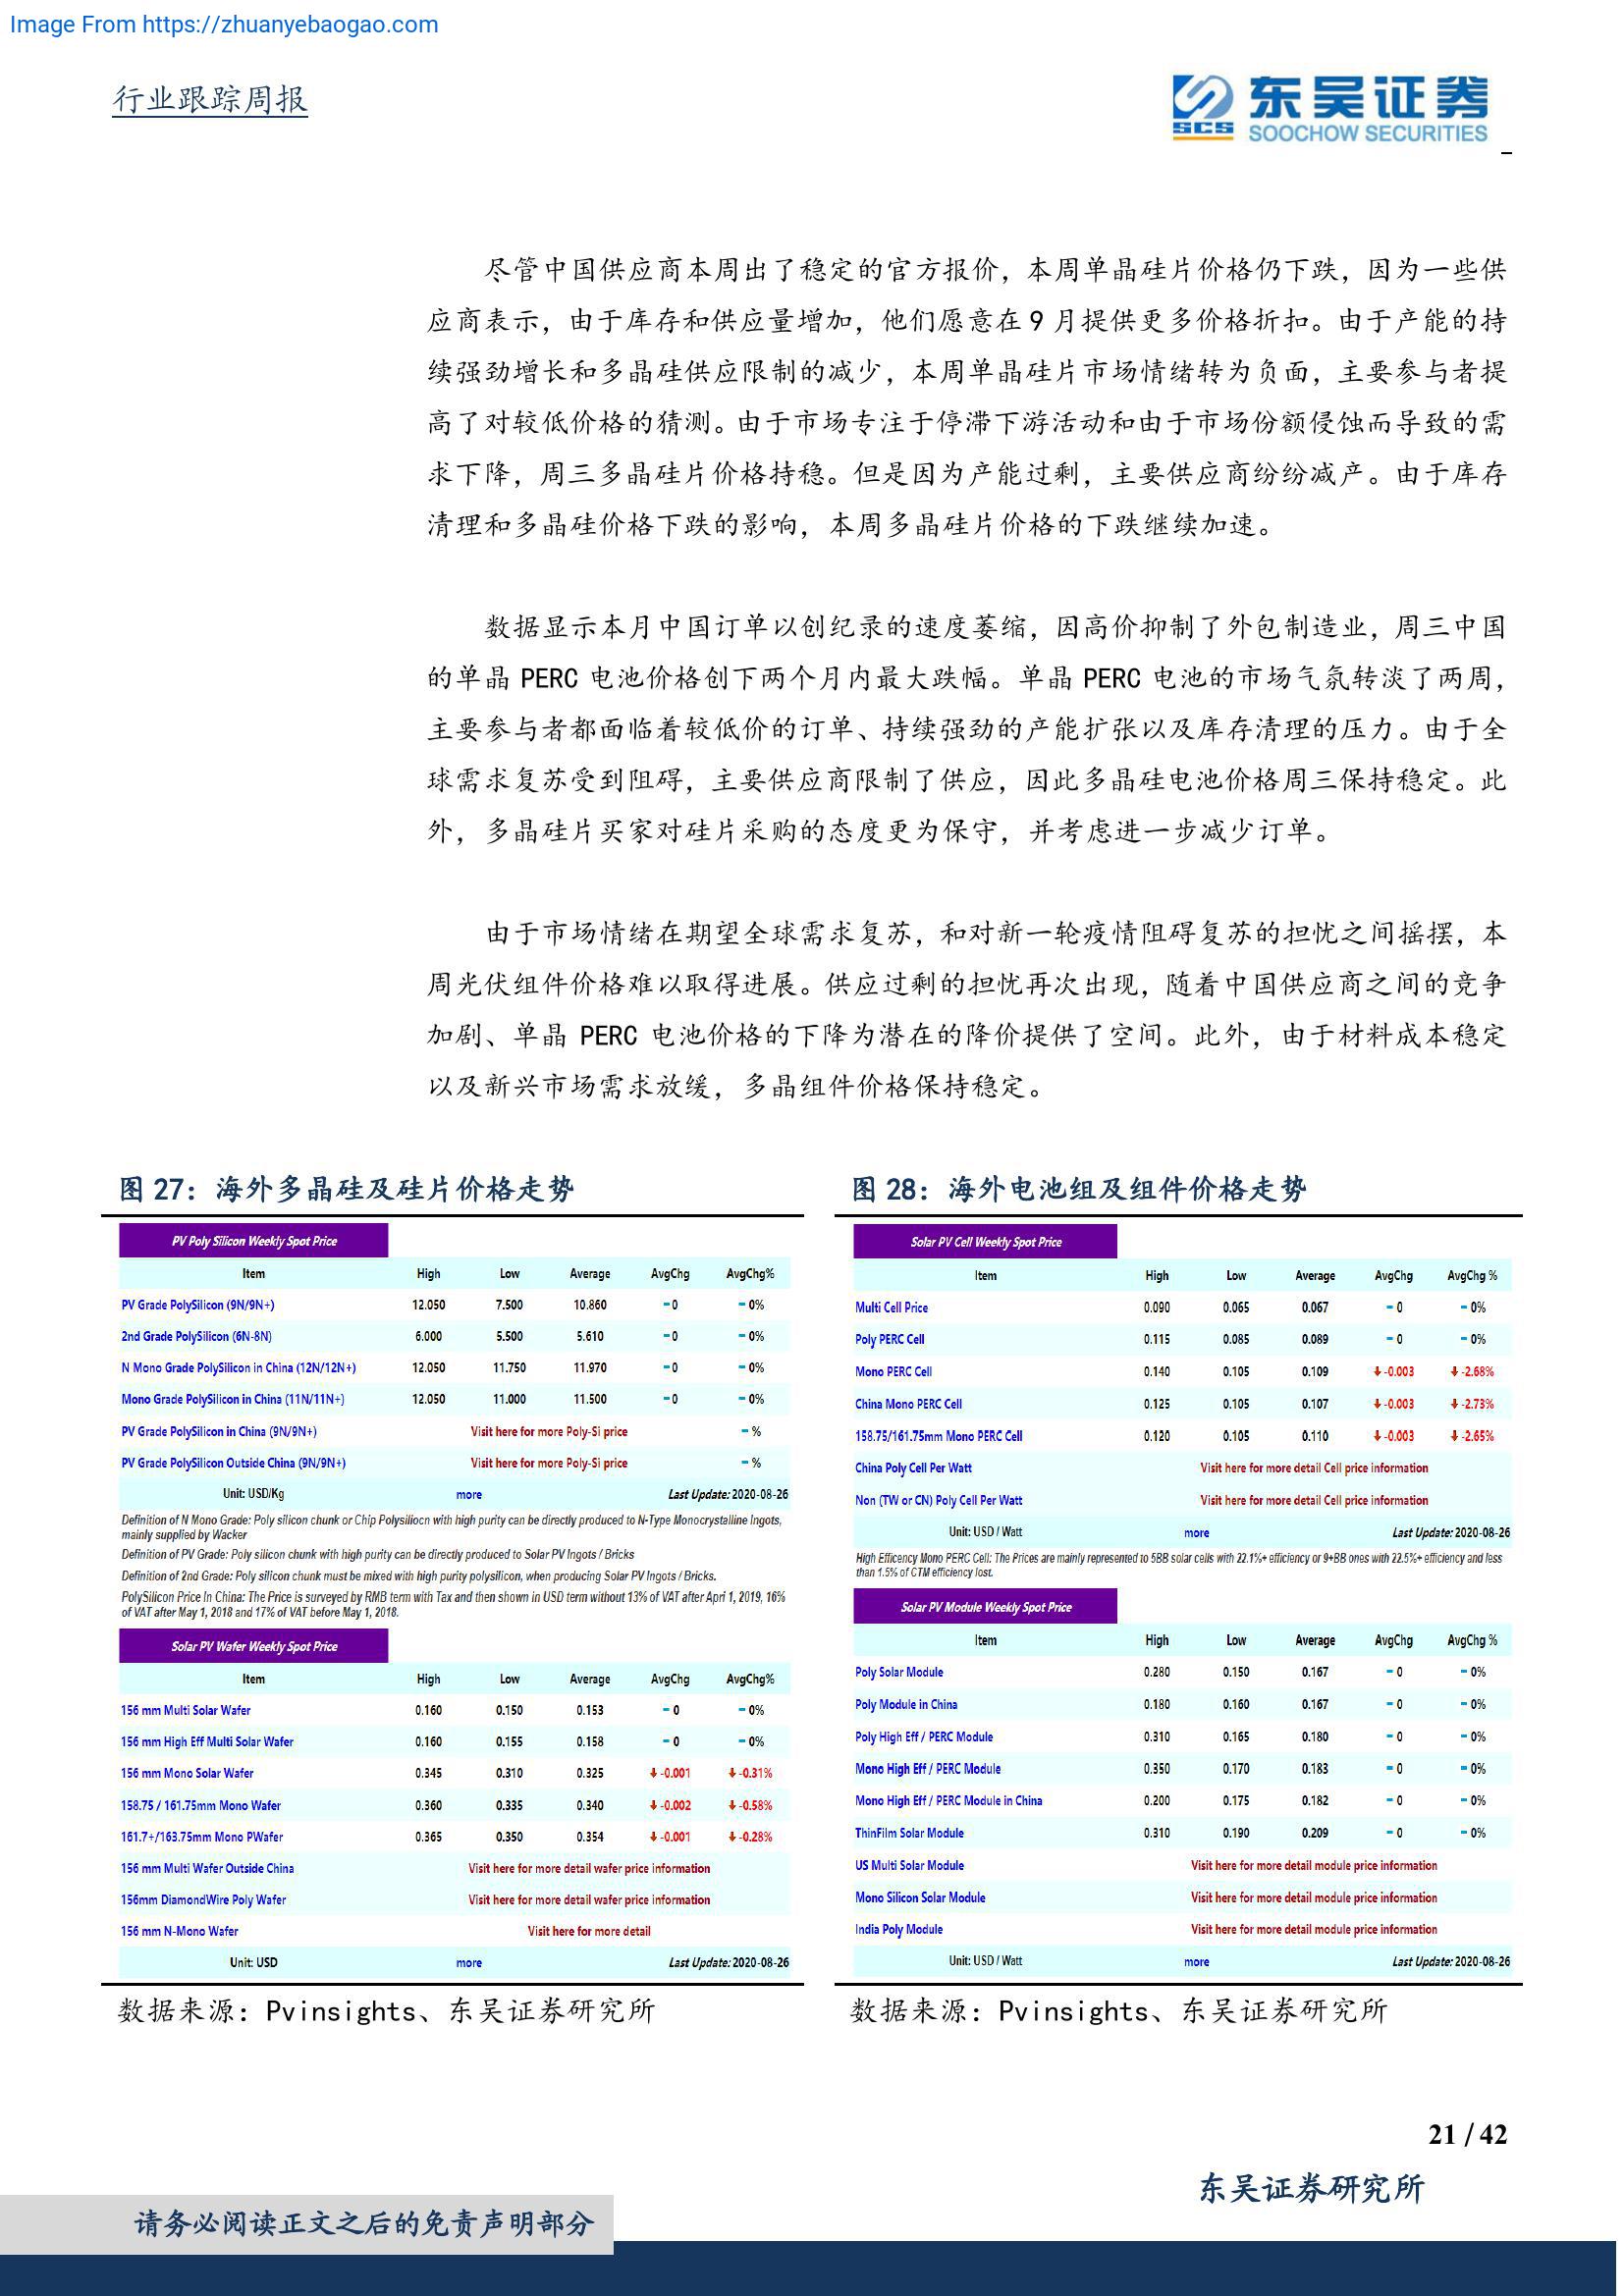 Image From https://zhuanyebaogao.com
行业跟踪周报
SCS 东吴证券
SOOCHOW SECURITIES
尽管中国供应商本周出了稳定的官方报价，本周单晶硅片价格仍下跌，因为一些供
应商表示，由于库存和供应量增加，他们愿意在 9 月提供更多价格折扣。由于产能的持
续强劲增长和多晶硅供应限制的减少，本周单晶硅片市场情绪转为负面，主要参与者提
高了对较低价格的猜测。由于市场专注于停滞下游活动和由于市场份额侵蚀而导致的需
求下降，周三多晶硅片价格持稳。但是因为产能过剩，主要供应商纷纷减产。由于库存
清理和多晶硅价格下跌的影响，本周多晶硅片价格的下跌继续加速。
数据显示本月中国订单以创纪录的速度萎缩，因高价抑制了外包制造业，周三中国
的单晶 PERC 电池价格创下两个月内最大跌幅。单晶 PERC 电池的市场气氛转淡了两周，
主要参与者都面临着较低价的订单、持续强劲的产能扩张以及库存清理的压力。由于全
球需求复苏受到阻碍，主要供应商限制了供应，因此多晶硅电池价格周三保持稳定。此
外，多晶硅片买家对硅片采购的态度更为保守，并考虑进一步减少订单。
由于市场情绪在期望全球需求复苏，和对新一轮疫情阻碍复苏的担忧之间摇摆，本
周光伏组件价格难以取得进展。供应过剩的担忧再次出现，随着中国供应商之间的竞争
加剧、单晶 PERC 电池价格的下降为潜在的降价提供了空间。此外，由于材料成本稳定
以及新兴市场需求放缓，多晶组件价格保持稳定。
图 27：海外多晶硅及硅片价格走势
PV Poly Silicon Weekly Spot Price
Item High Low Average AvgChg AvgChg%
PV Grade PolySilicon (9N/9N+) 12.050 7.500 10.860 0 0%
2nd Grade PolySilicon (6N-8N) 6.000 5.500 5.610 0 0%
N Mono Grade PolySilicon in China (12N/12N+) 12.050 11.750 11.970 0 0%
Mono Grade PolySilicon in China (11N/11N+) 12.050 11.000 11.500 0 0%
PV Grade PolySilicon in China (9N/9N+) Visit here for more Poly-Si price %
PV Grade PolySilicon Outside China (9N/9N+) Visit here for more Poly-Si price %
Unit: USD/Kg more Last Update: 2020-08-26
Definition of N Mono Grade: Poly silicon chunk or Chip Polysiliocn with high purity can be directly produced to N-Type Monocrystalline Ingots,
mainly supplied by Wacker
Definition of PV Grade: Poly silicon chunk with high purity can be directly produced to Solar PV Ingots / Bricks
Definition of 2nd Grade: Poly silicon chunk must be mixed with high purity polysilicon, when producing Solar PV Ingots / Bricks.
PolySilicon Price In China: The Price is surveyed by RMB term with Tax and then shown in USD term without 13% of VAT after Apri 1, 2019, 16%
of VAT after May 1, 2018 and 17% of VAT before May 1, 2018.
Solar PV Wafer Weekly Spot Price
Item High Low Average AvgChg AvgChg%
156 mm Multi Solar Wafer 0.160 0.150 0.153 0 0%
156 mm High Eff Multi Solar Wafer 0.160 0.155 0.158 0 0%
156 mm Mono Solar Wafer 0.345 0.310 0.325 -0.001 -0.31%
158.75 / 161.75mm Mono Wafer 0.360 0.335 0.340 -0.002 -0.58%
161.7+/163.75mm Mono PWafer 0.365 0.350 0.354 -0.001 -0.28%
156 mm Multi Wafer Outside China Visit here for more detail wafer price information
156mm DiamondWire Poly Wafer Visit here for more detail wafer price information
156 mm N-Mono Wafer Visit here for more detail
Unit: USD more Last Update: 2020-08-26
数据来源：Pvinsights、东吴证券研究所
图 28：海外电池组及组件价格走势
Solar PV Cell Weekly Spot Price
Item High Low Average AvgChg AvgChg %
Multi Cell Price 0.090 0.065 0.067 0 0%
Poly PERC Cell 0.115 0.085 0.089 0 0%
Mono PERC Cell 0.140 0.105 0.109 -0.003 -2.68%
China Mono PERC Cell 0.125 0.105 0.107 -0.003 -2.73%
158.75/161.75mm Mono PERC Cell 0.120 0.105 0.110 -0.003 -2.65%
China Poly Cell Per Watt Visit here for more detail Cell price information
Non (TW or CN) Poly Cell Per Watt Visit here for more detail Cell price information
Unit: USD / Watt more Last Update: 2020-08-26
High Efficency Mono PERC Cell: The Prices are mainly represented to 5BB solar cells with 22.1%+ efficiency or 9+BB ones with 22.5%+ efficiency and less
than 1.5% of CTM efficiency lost.
Solar PV Module Weekly Spot Price
Item High Low Average AvgChg AvgChg %
Poly Solar Module 0.280 0.150 0.167 0 0%
Poly Module in China 0.180 0.160 0.167 0 0%
Poly High Eff / PERC Module 0.310 0.165 0.180 0 0%
Mono High Eff / PERC Module 0.350 0.170 0.183 0 0%
Mono High Eff / PERC Module in China 0.200 0.175 0.182 0 0%
ThinFilm Solar Module 0.310 0.190 0.209 0 0%
US Multi Solar Module Visit here for more detail module price information
Mono Silicon Solar Module Visit here for more detail module price information
India Poly Module Visit here for more detail module price information
Unit: USD / Watt more Last Update: 2020-08-26
数据来源：Pvinsights、东吴证券研究所
21 / 42
东吴证券研究所
请务必阅读正文之后的免责声明部分